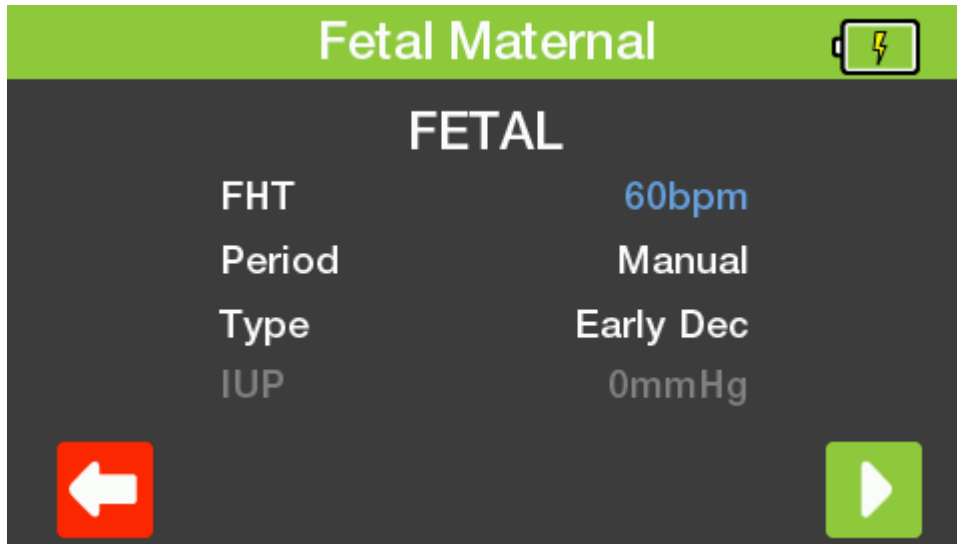 Fetal Maternal
FETAL
FHT 60bpm
Period Manual
Type Early Dec
IUP 0mmHg